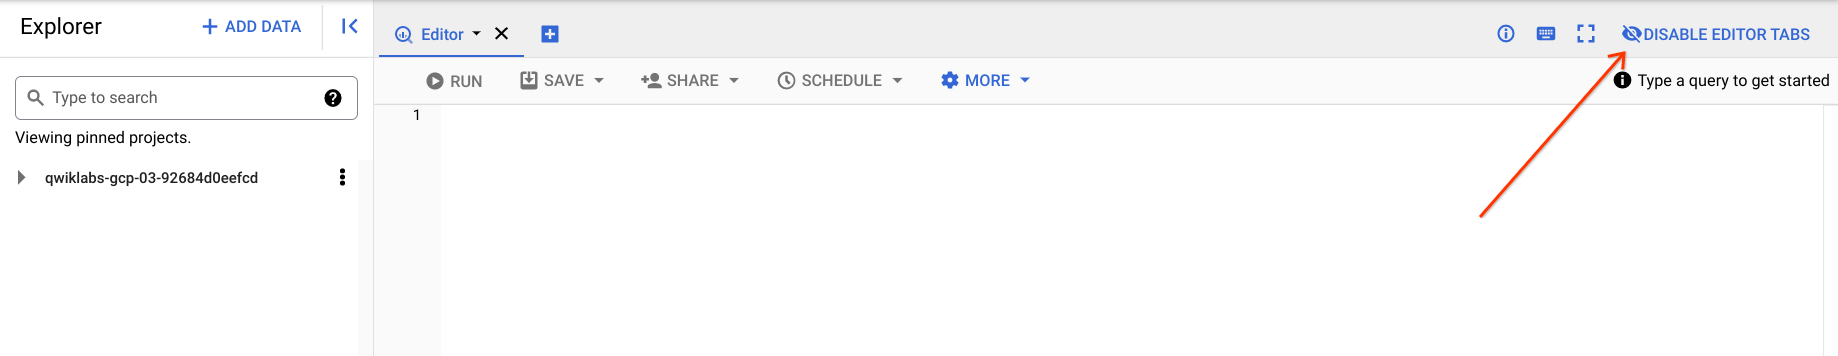 Explorer
ADD DATA
Type to search
Viewing pinned projects.
qwiklabs-gcp-03-92684d0eefcd
Editor
DISABLE EDITOR TABS
RUN
SAVE
SHARE
SCHEDULE
MORE
Type a query to get started
1